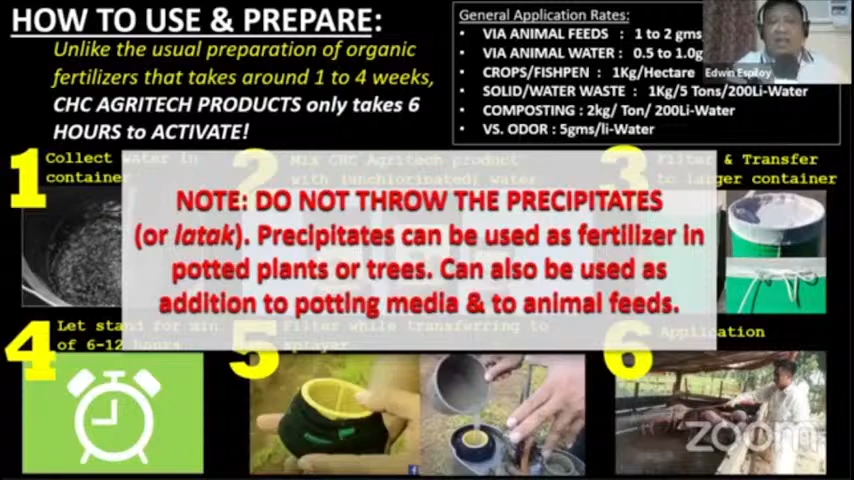 HOW TO USE & PREPARE:
Unlike the usual preparation of organic
fertilizers that takes around 1 to 4 weeks,
CHC AGRITECH PRODUCTS only takes 6
HOURS to ACTIVATE!
General Application Rates:
• VIA ANIMAL FEEDS : 1 to 2 gms
• VIA ANIMAL WATER : 0.5 to 1.0g
• CROPS/FISHPEN : 1Kg/Hectare
• SOLID/WATER WASTE : 1Kg/5 Tons/200Li-Water
• COMPOSTING: 2kg/ Ton/ 200Li-Water
• VS. ODOR : 5gms/li-Water
Edwin Espiloy
1
Collect water in
container
2
Mix CHC Agritech product
with (unchlorinated) water
3
Filter & Transfer
to larger container
NOTE: DO NOT THROW THE PRECIPITATES
(or latak). Precipitates can be used as fertilizer in
potted plants or trees. Can also be used as
addition to potting media & to animal feeds.
4
Let stand for min
of 6-12 hours
5
Filter while transferring to
sprayer
6
Application
zoom